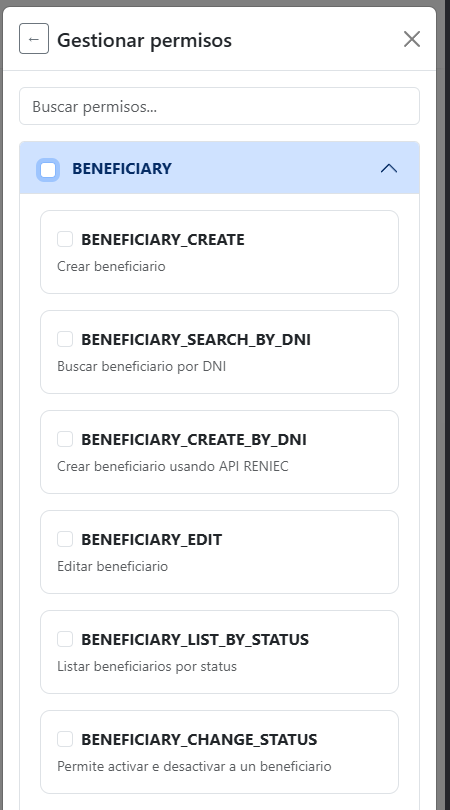 ← Gestionar permisos
Buscar permisos...
BENEFICIARY
BENEFICIARY_CREATE
Crear beneficiario
BENEFICIARY_SEARCH_BY_DNI
Buscar beneficiario por DNI
BENEFICIARY_CREATE_BY_DNI
Crear beneficiario usando API RENIEC
BENEFICIARY_EDIT
Editar beneficiario
BENEFICIARY_LIST_BY_STATUS
Listar beneficiarios por status
BENEFICIARY_CHANGE_STATUS
Permite activar e desactivar a un beneficiario